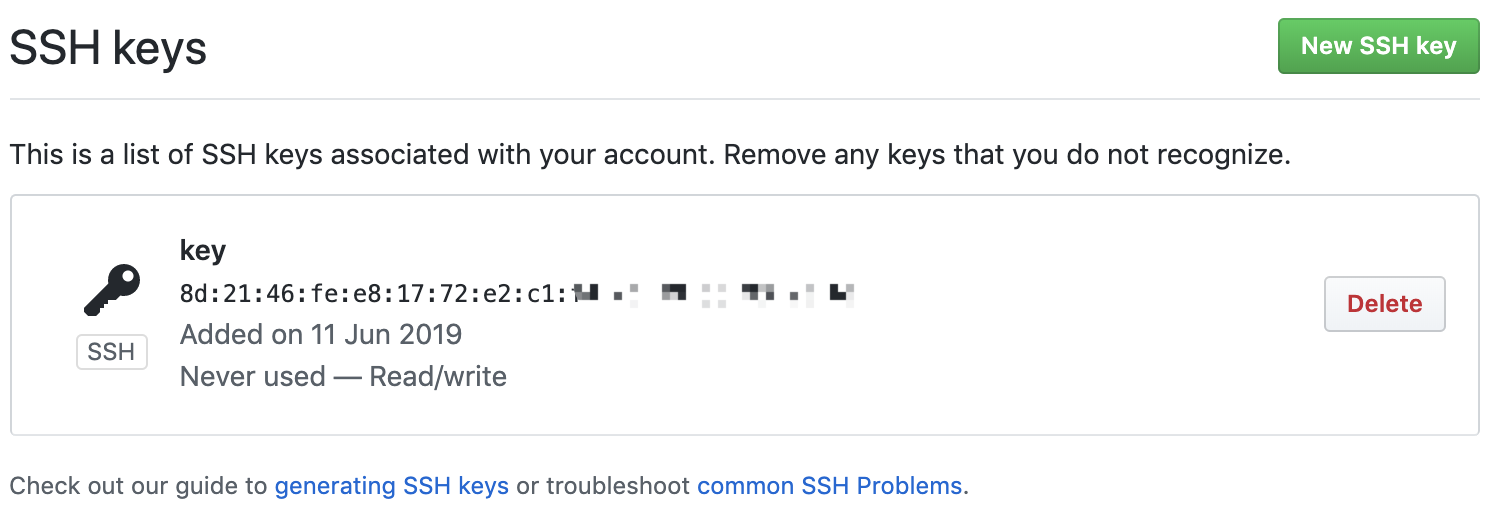 SSH keys
New SSH key
This is a list of SSH keys associated with your account. Remove any keys that you do not recognize.
key
8d:21:46:fe:e8:17:72:e2:c1:
Added on 11 Jun 2019
Never used — Read/write
SSH
Delete
Check out our guide to generating SSH keys or troubleshoot common SSH Problems.